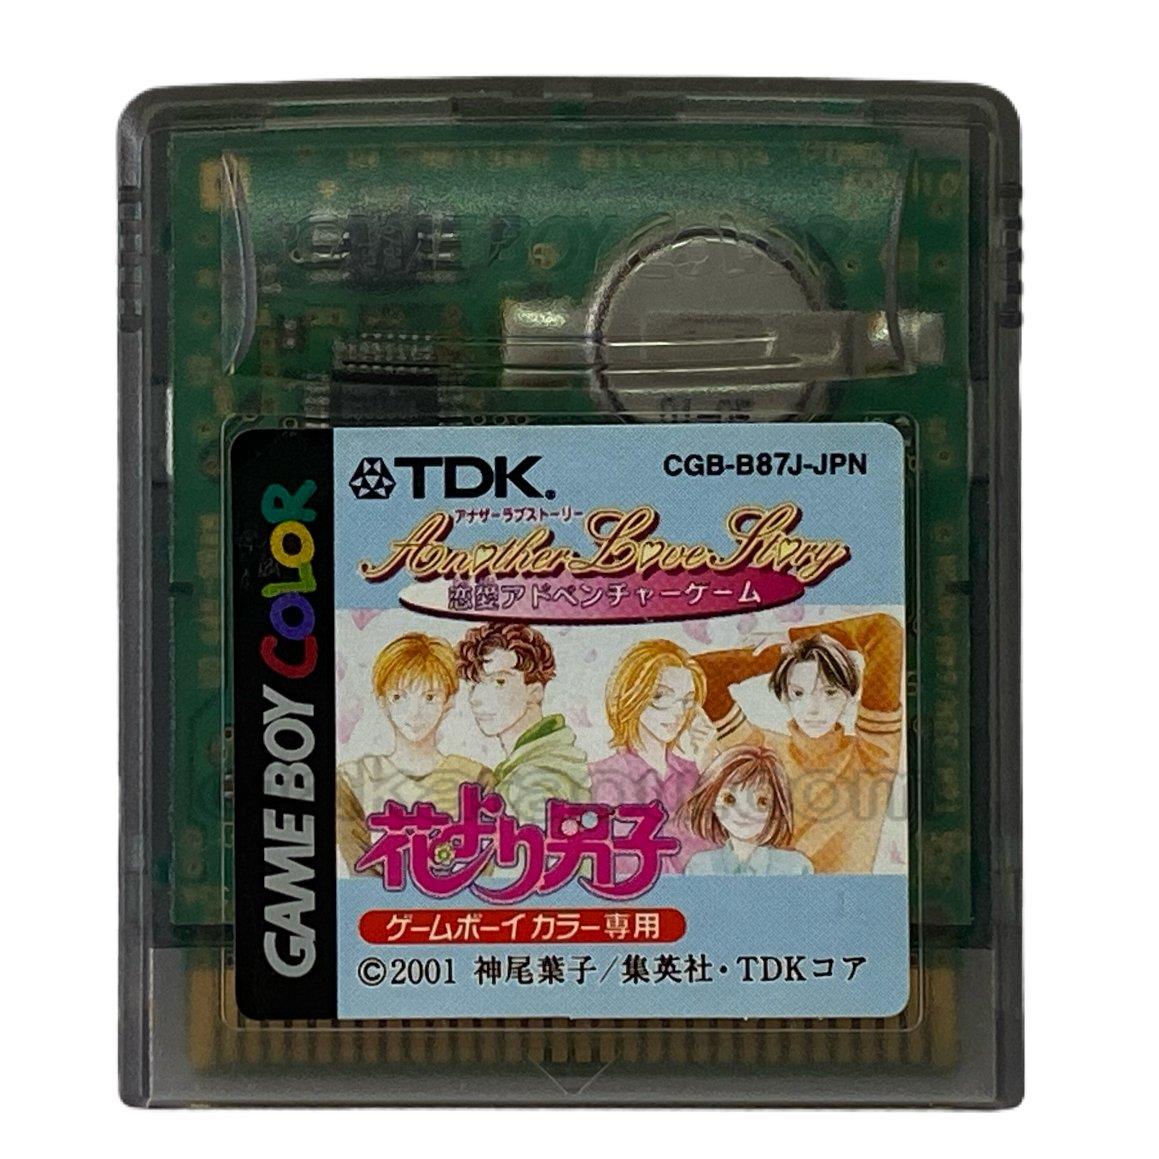 GAME BOY COLOR
TDK®
CGB-B87J-JPN
アナザーラブストーリー
Another Love Story
恋愛アドベンチャーゲーム
花より男子
ゲームボーイカラー専用
©2001 神尾葉子/集英社・TDKコア
GAME BOY COLOR